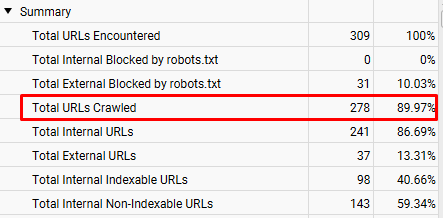 Summary
Total URLs Encountered 309 100%
Total Internal Blocked by robots.txt 0 0%
Total External Blocked by robots.txt 31 10.03%
Total URLs Crawled 278 89.97%
Total Internal URLs 241 86.69%
Total External URLs 37 13.31%
Total Internal Indexable URLs 98 40.66%
Total Internal Non-Indexable URLs 143 59.34%